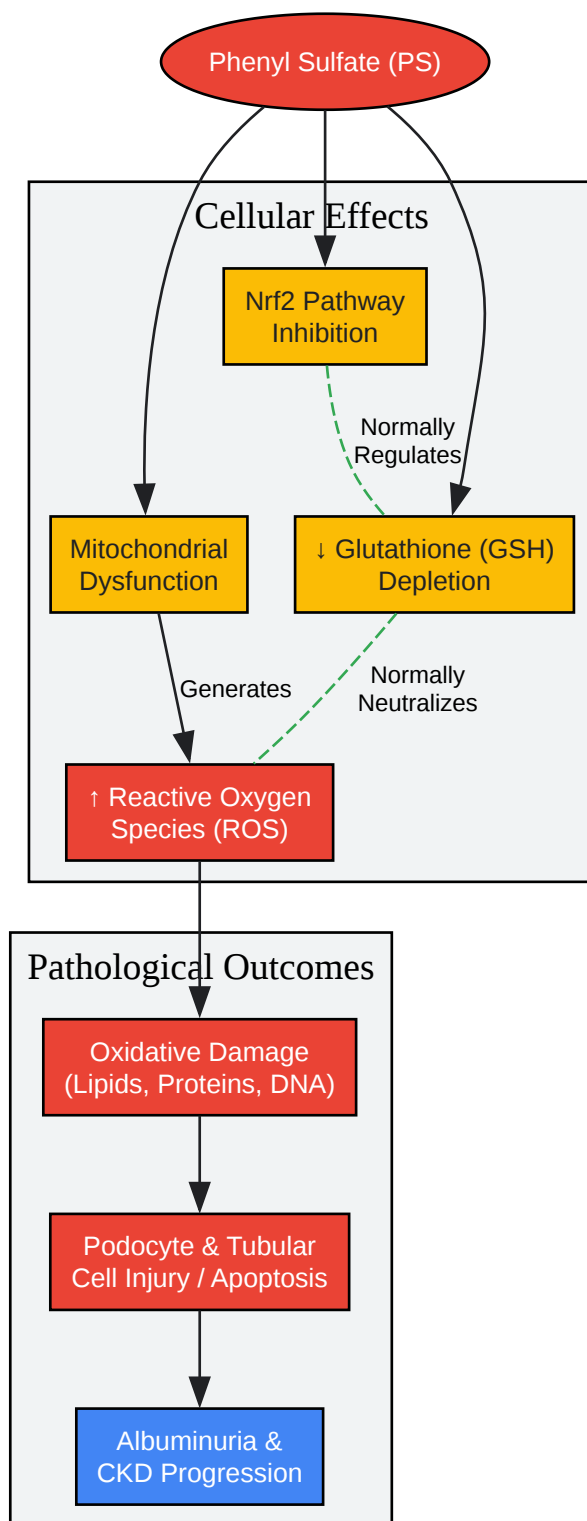 Phenyl Sulfate (PS)
Cellular Effects
Nrf2 Pathway
Inhibition
Normally
Regulates
Mitochondrial
Dysfunction
↓ Glutathione (GSH)
Depletion
Generates
Normally
Neutralizes
↑ Reactive Oxygen
Species (ROS)
Pathological Outcomes
Oxidative Damage
(Lipids, Proteins, DNA)
Podocyte & Tubular
Cell Injury / Apoptosis
Albuminuria &
CKD Progression